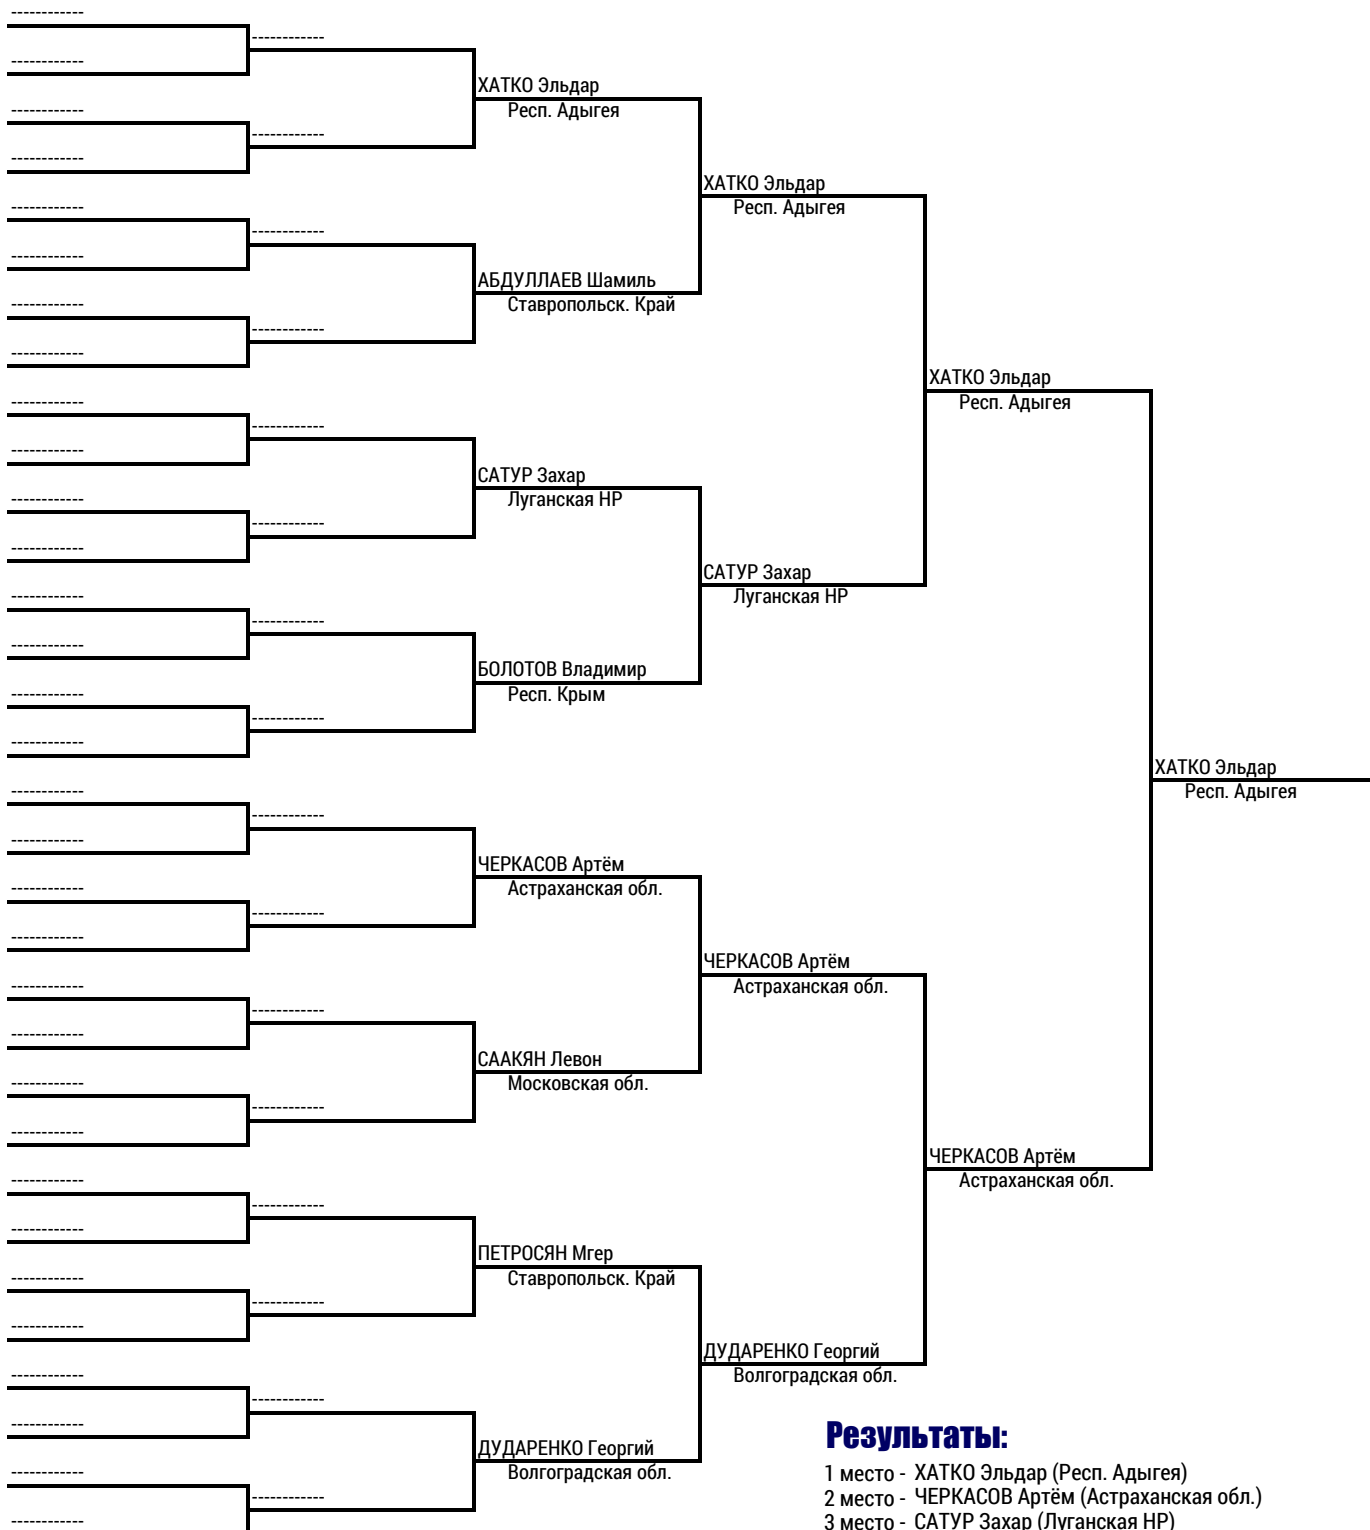 ХАТКО Эльдар
Респ. Адыгея
АБДУЛЛАЕВ Шамиль
Ставропольск. Край
САТУР Захар
Луганская НР
БОЛОТОВ Владимир
Респ. Крым
ЧЕРКАСОВ Артём
Астраханская обл.
СААКЯН Левон
Московская обл.
ПЕТРОСЯН Мгер
Ставропольск. Край
ДУДАРЕНКО Георгий
Волгоградская обл.
ХАТКО Эльдар
Респ. Адыгея
САТУР Захар
Луганская НР
ЧЕРКАСОВ Артём
Астраханская обл.
ДУДАРЕНКО Георгий
Волгоградская обл.
ХАТКО Эльдар
Респ. Адыгея
ЧЕРКАСОВ Артём
Астраханская обл.
ХАТКО Эльдар
Респ. Адыгея
Результаты:
1 место - ХАТКО Эльдар (Респ. Адыгея)
2 место - ЧЕРКАСОВ Артём (Астраханская обл.)
3 место - САТУР Захар (Луганская НР)